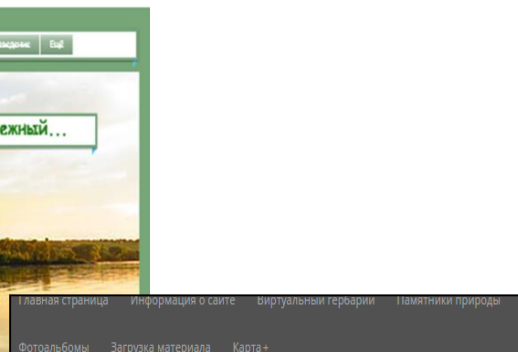 Ещё
ежный...
Главная страница Информация о сайте Виртуальный гербарий Памятники природы
Фотоальбомы Загрузка материала Карта+